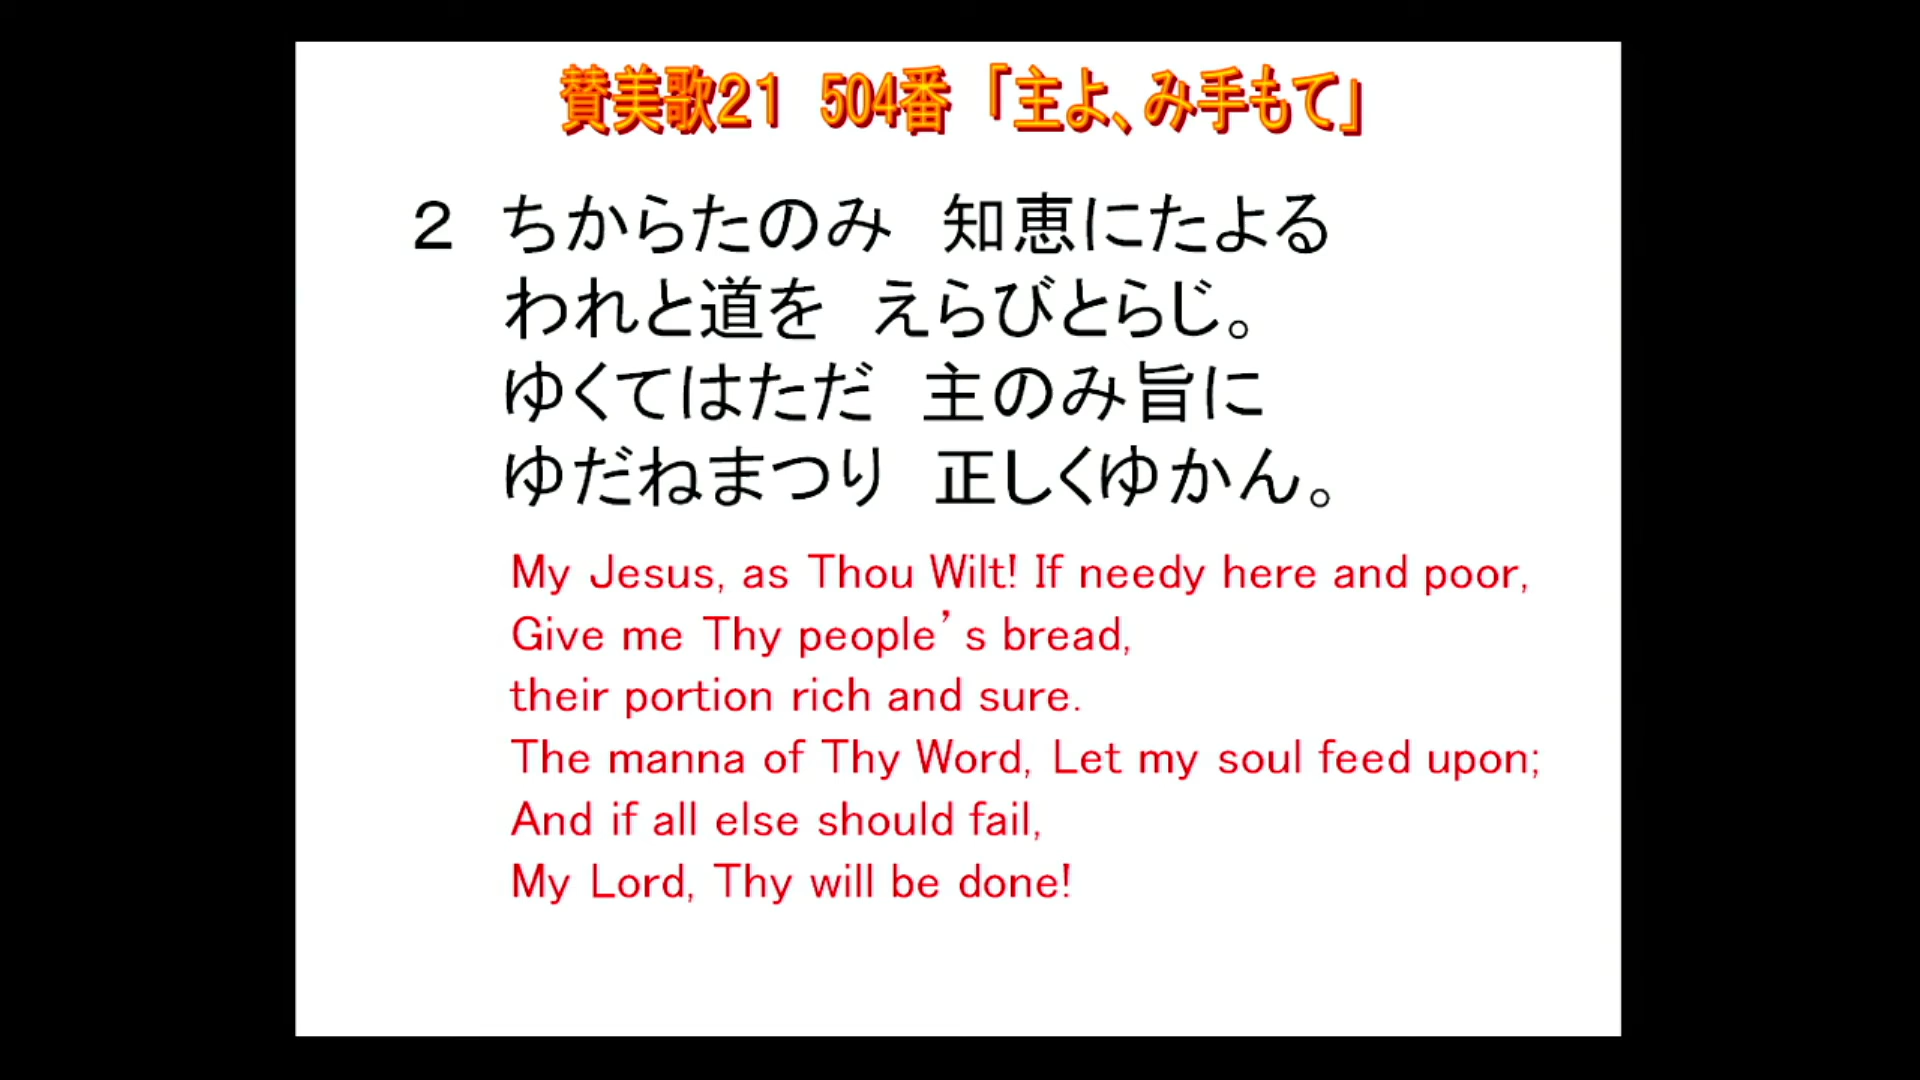 賛美歌21　504番「主よ、み手もて」
2　ちからたのみ　知恵にたよる
われと道を　えらびとらじ。
ゆくてはただ　主のみ旨に
ゆだねまつり　正しくゆかん。
My Jesus, as Thou Wilt! If needy here and poor,
Give me Thy people’s bread,
their portion rich and sure.
The manna of Thy Word, Let my soul feed upon;
And if all else should fail,
My Lord, Thy will be done!